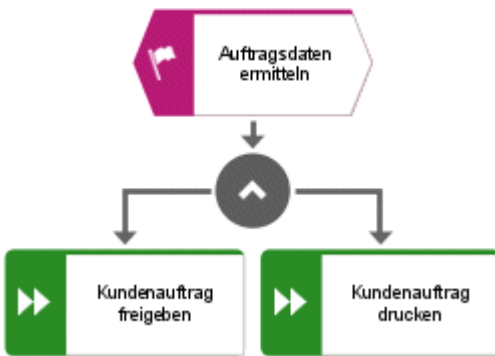 Auftragsdaten
ermitteln
Kundenauftrag
freigeben
Kundenauftrag
drucken